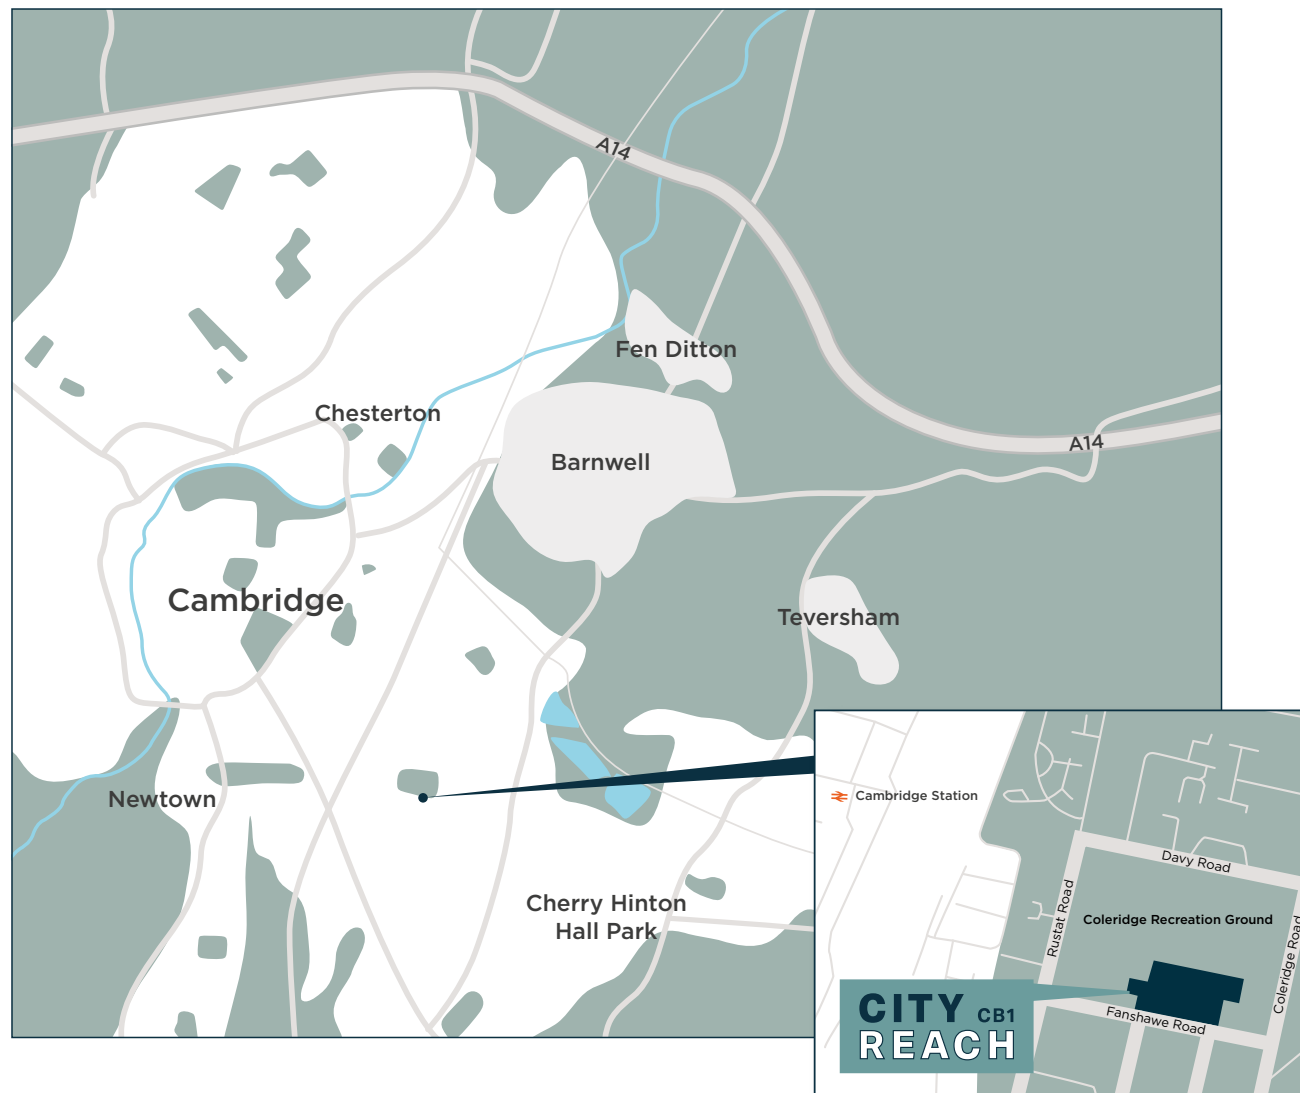 A14
Fen Ditton
Chesterton
A14
Barnwell
Cambridge
Teversham
Newtown
Cherry Hinton
Hall Park
Cambridge Station
Davy Road
Rustat Road
Coleridge Recreation Ground
Coleridge Road
Fanshawe Road
CITY CB1
REACH